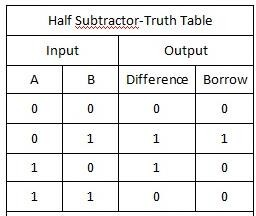 Half Subtractor-Truth Table
Input Output
A B Difference Borrow
0 0 0 0
0 1 1 1
1 0 1 0
1 1 0 0